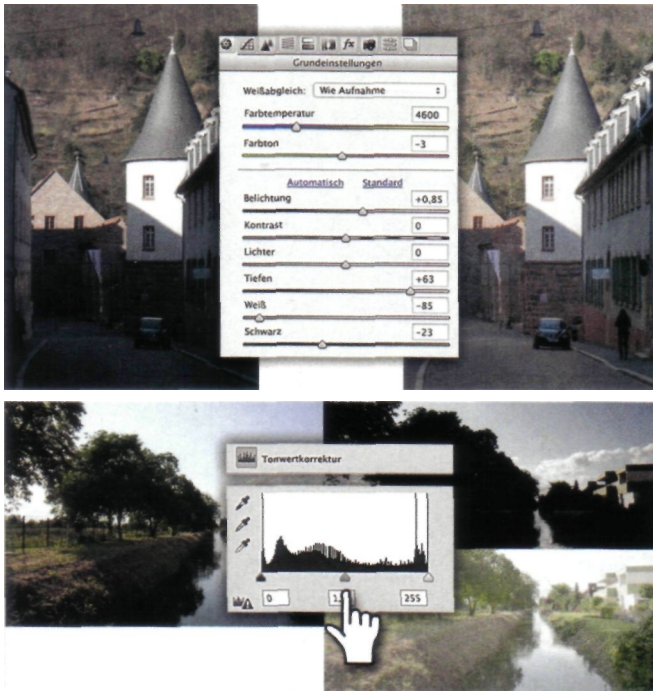 fx
Grundeinstellungen
Weißabgleich: Wie Aufnahme
Farbtemperatur 4600
Farbton -3
Automatisch Standard
Belichtung +0,85
Kontrast 0
Lichter 0
Tiefen +63
Weiß -85
Schwarz -23
Tonwertkorrektur
0 255